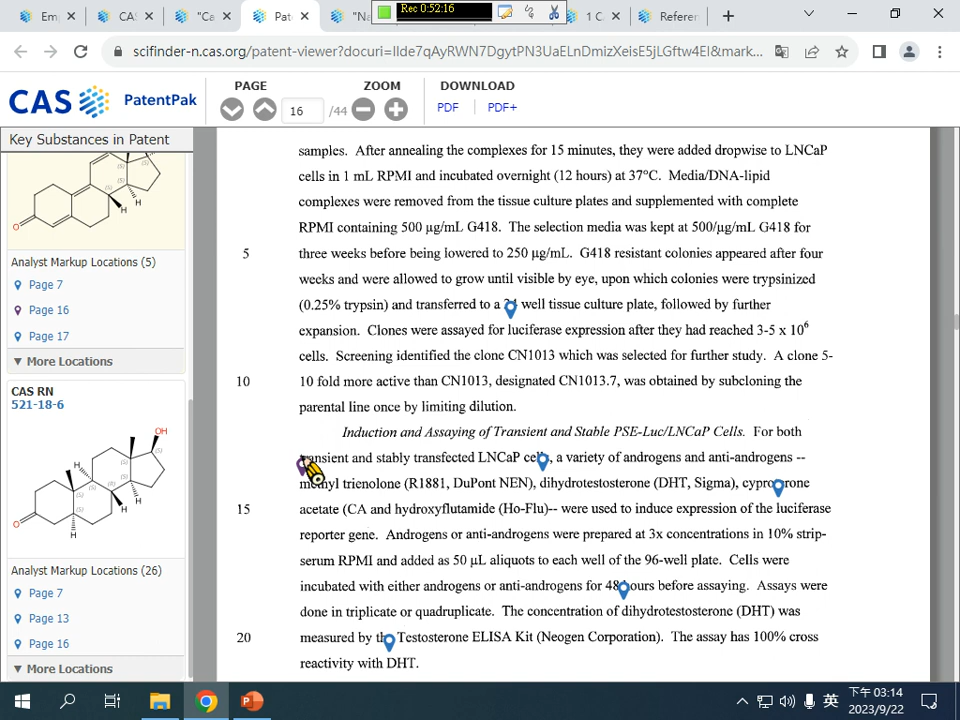 Em
CAS
"Ca
Pat
"Na
Rec 0:52:16
1 C
Referer
scifinder-n.cas.org/patent-viewer?docuri=IIde7qAyRWN7DgytPN3UaELnDmizXeisE5jLGftw4EI&mark...
CAS PatentPak
PAGE
16 /44
ZOOM
DOWNLOAD
PDF PDF+
Key Substances in Patent
Analyst Markup Locations (5)
Page 7
Page 16
Page 17
▼ More Locations
CAS RN
521-18-6
Analyst Markup Locations (26)
Page 7
Page 13
Page 16
▼ More Locations
samples. After annealing the complexes for 15 minutes, they were added dropwise to LNCaP
cells in 1 mL RPMI and incubated overnight (12 hours) at 37°C. Media/DNA-lipid
complexes were removed from the tissue culture plates and supplemented with complete
RPMI containing 500 µg/mL G418. The selection media was kept at 500/µg/mL G418 for
5 three weeks before being lowered to 250 µg/mL. G418 resistant colonies appeared after four
weeks and were allowed to grow until visible by eye, upon which colonies were trypsinized
(0.25% trypsin) and transferred to a 24 well tissue culture plate, followed by further
expansion. Clones were assayed for luciferase expression after they had reached 3-5 x 10⁶
cells. Screening identified the clone CN1013 which was selected for further study. A clone 5-
10 10 fold more active than CN1013, designated CN1013.7, was obtained by subcloning the
parental line once by limiting dilution.
Induction and Assaying of Transient and Stable PSE-Luc/LNCaP Cells. For both
transient and stably transfected LNCaP cells, a variety of androgens and anti-androgens --
methyl trienolone (R1881, DuPont NEN), dihydrotestosterone (DHT, Sigma), cyproterone
15 acetate (CA and hydroxyflutamide (Ho-Flu)-- were used to induce expression of the luciferase
reporter gene. Androgens or anti-androgens were prepared at 3x concentrations in 10% strip-
serum RPMI and added as 50 µL aliquots to each well of the 96-well plate. Cells were
incubated with either androgens or anti-androgens for 48 hours before assaying. Assays were
done in triplicate or quadruplicate. The concentration of dihydrotestosterone (DHT) was
20 measured by the Testosterone ELISA Kit (Neogen Corporation). The assay has 100% cross
reactivity with DHT.
英
下午 03:14
2023/9/22